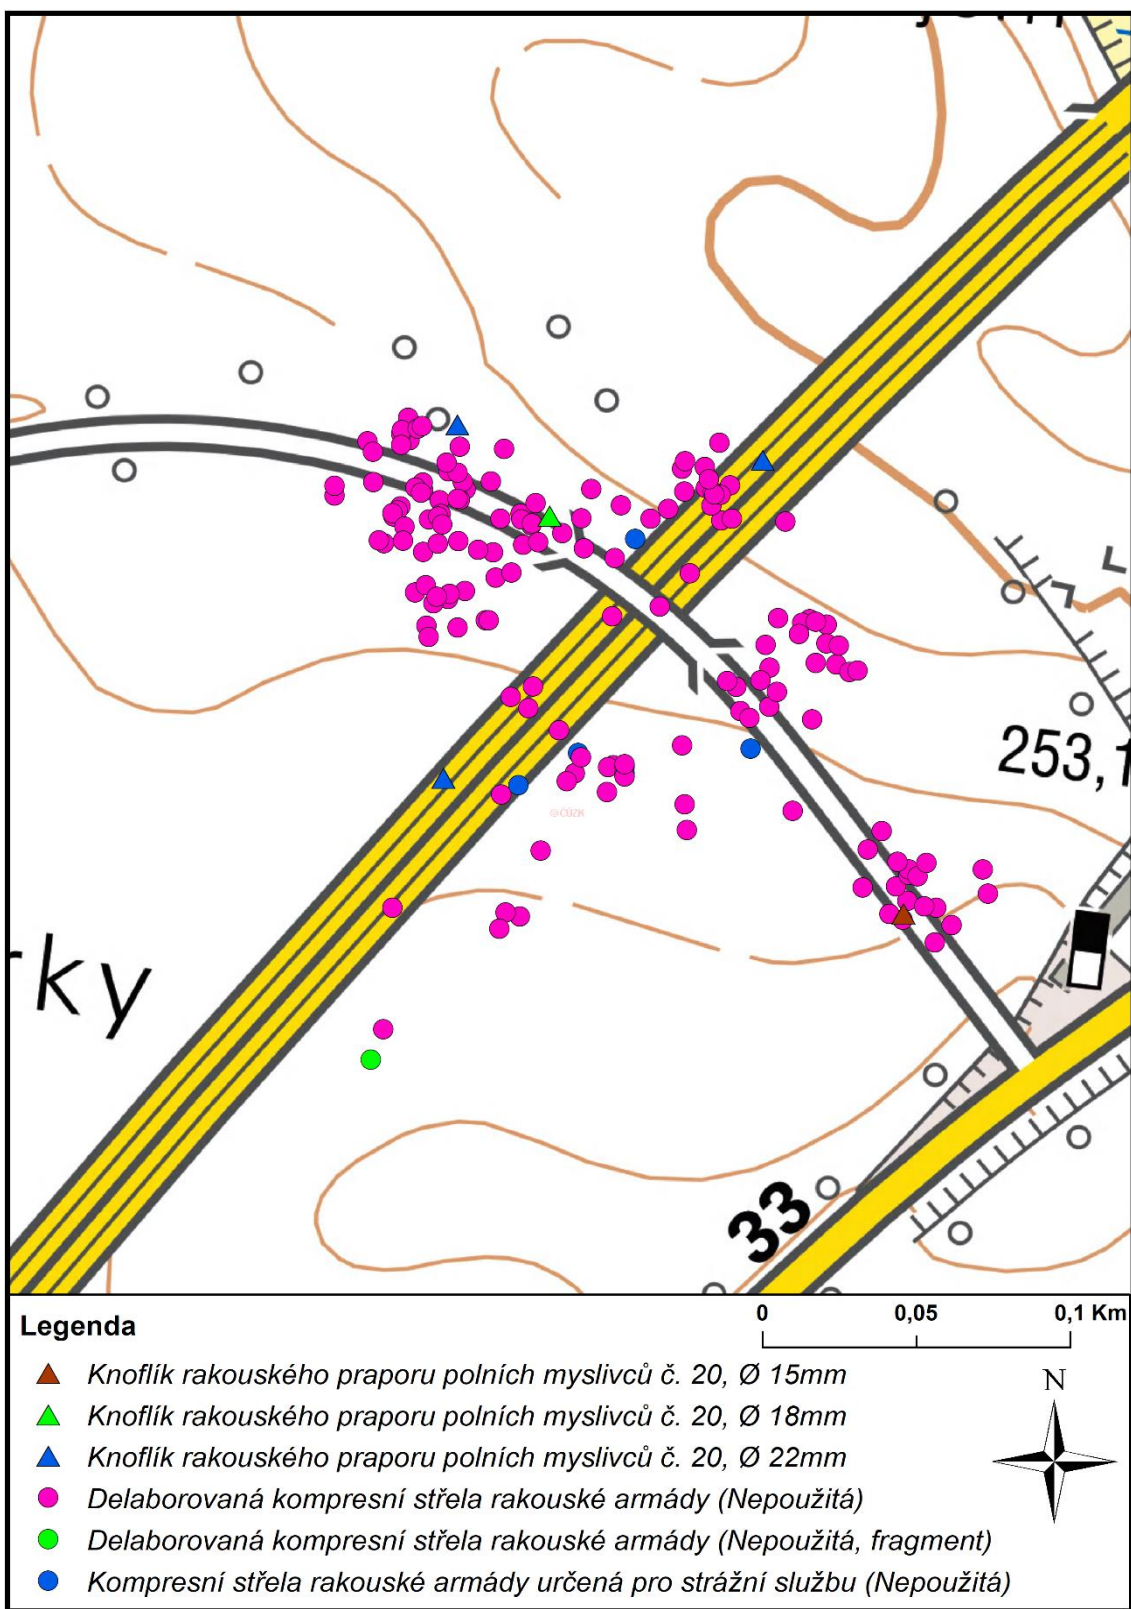 253,1
©ČÚZK
rky
33
0 0,05 0,1 Km
Legenda
N
Knoflík rakouského praporu polních myslivců č. 20, Ø 15mm
Knoflík rakouského praporu polních myslivců č. 20, Ø 18mm
Knoflík rakouského praporu polních myslivců č. 20, Ø 22mm
Delaborovaná kompresní střela rakouské armády (Nepoužitá)
Delaborovaná kompresní střela rakouské armády (Nepoužitá, fragment)
Kompresní střela rakouské armády určená pro strážní službu (Nepoužitá)